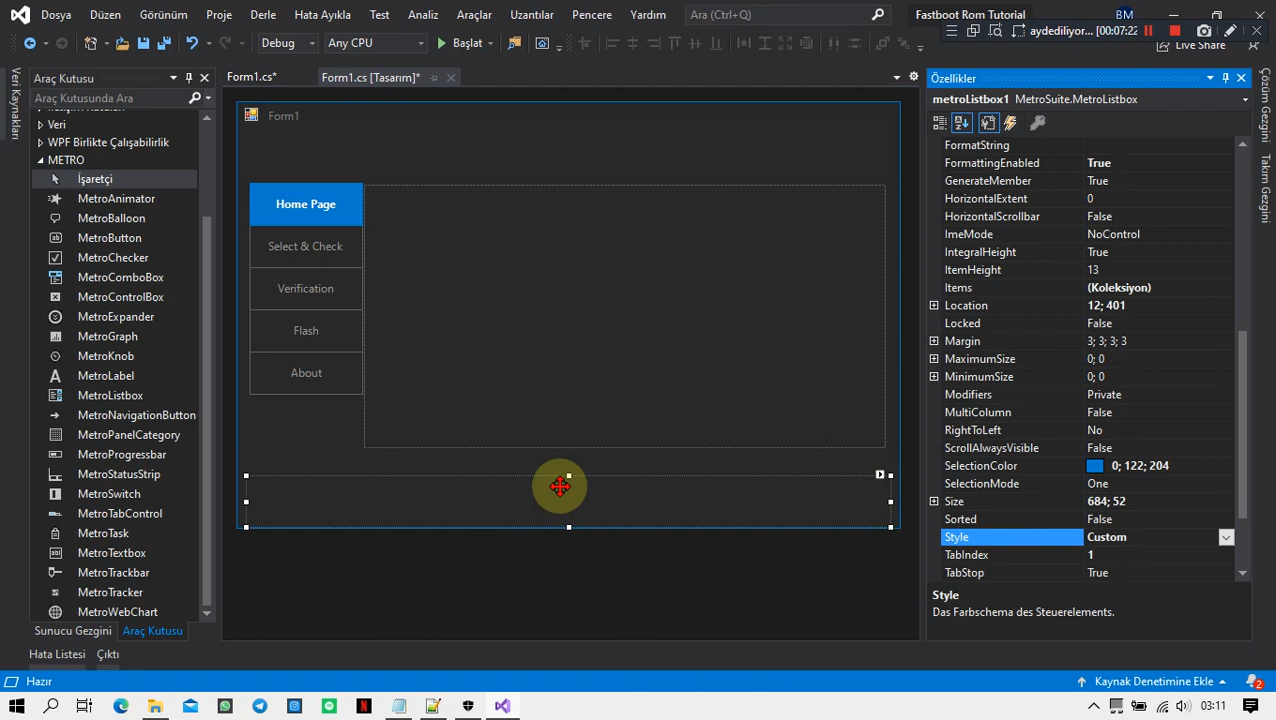 Dosya Düzen Görünüm Proje Derle Hata Ayıkla Test Analiz Araçlar Uzantılar Pencere Yardım Ara (Ctrl+Q) Fastboot Rom Tutorial BM
aydediliyor... [00:07:22]
Debug Any CPU Başlat Live Share
Veri Kaynakları
Araç Kutusu
Araç Kutusunda Ara
Veri
WPF Birlikte Çalışabilirlik
METRO
İşaretçi
MetroAnimator
MetroBalloon
MetroButton
MetroChecker
MetroComboBox
MetroControlBox
MetroExpander
MetroGraph
MetroKnob
MetroLabel
MetroListbox
MetroNavigationButton
MetroPanelCategory
MetroProgressbar
MetroStatusStrip
MetroSwitch
MetroTabControl
MetroTask
MetroTextbox
MetroTrackbar
MetroTracker
MetroWebChart
Sunucu Gezgini Araç Kutusu
Hata Listesi Çıktı
Form1.cs* Form1.cs [Tasarım]*
Form1
Home Page
Select & Check
Verification
Flash
About
Özellikler
metroListbox1 MetroSuite.MetroListbox
FormatString
FormattingEnabled True
GenerateMember True
HorizontalExtent 0
HorizontalScrollbar False
ImeMode NoControl
IntegralHeight True
ItemHeight 13
Items (Koleksiyon)
Location 12; 401
Locked False
Margin 3; 3; 3; 3
MaximumSize 0; 0
MinimumSize 0; 0
Modifiers Private
MultiColumn False
RightToLeft No
ScrollAlwaysVisible False
SelectionColor 0; 122; 204
SelectionMode One
Size 684; 52
Sorted False
Style Custom
TabIndex 1
TabStop True
Style
Das Farbschema des Steuerelements.
Çözüm Gezgini
Takım Gezgini
Hazır Kaynak Denetimine Ekle 2
03:11